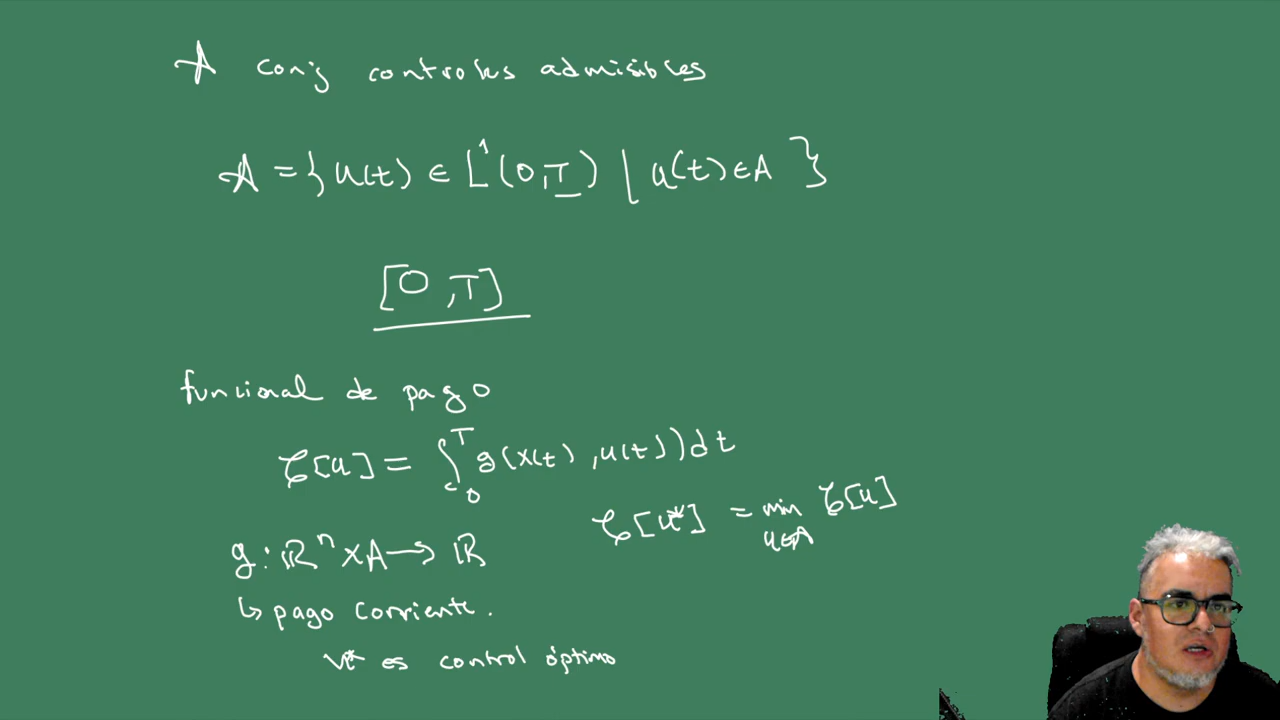 𝒜 conj controles admisibles
𝒜 = { u(t) ∈ L¹(0,T) | u(t) ∈ A }
[0,T]
funcional de pago
𝒞[u] = ∫₀ᵀ g(x(t), u(t)) dt
𝒞[u*] = min 𝒞[u]
u∈𝒜
g: ℝⁿ × A → ℝ
↳ pago corriente.
u* es control óptimo